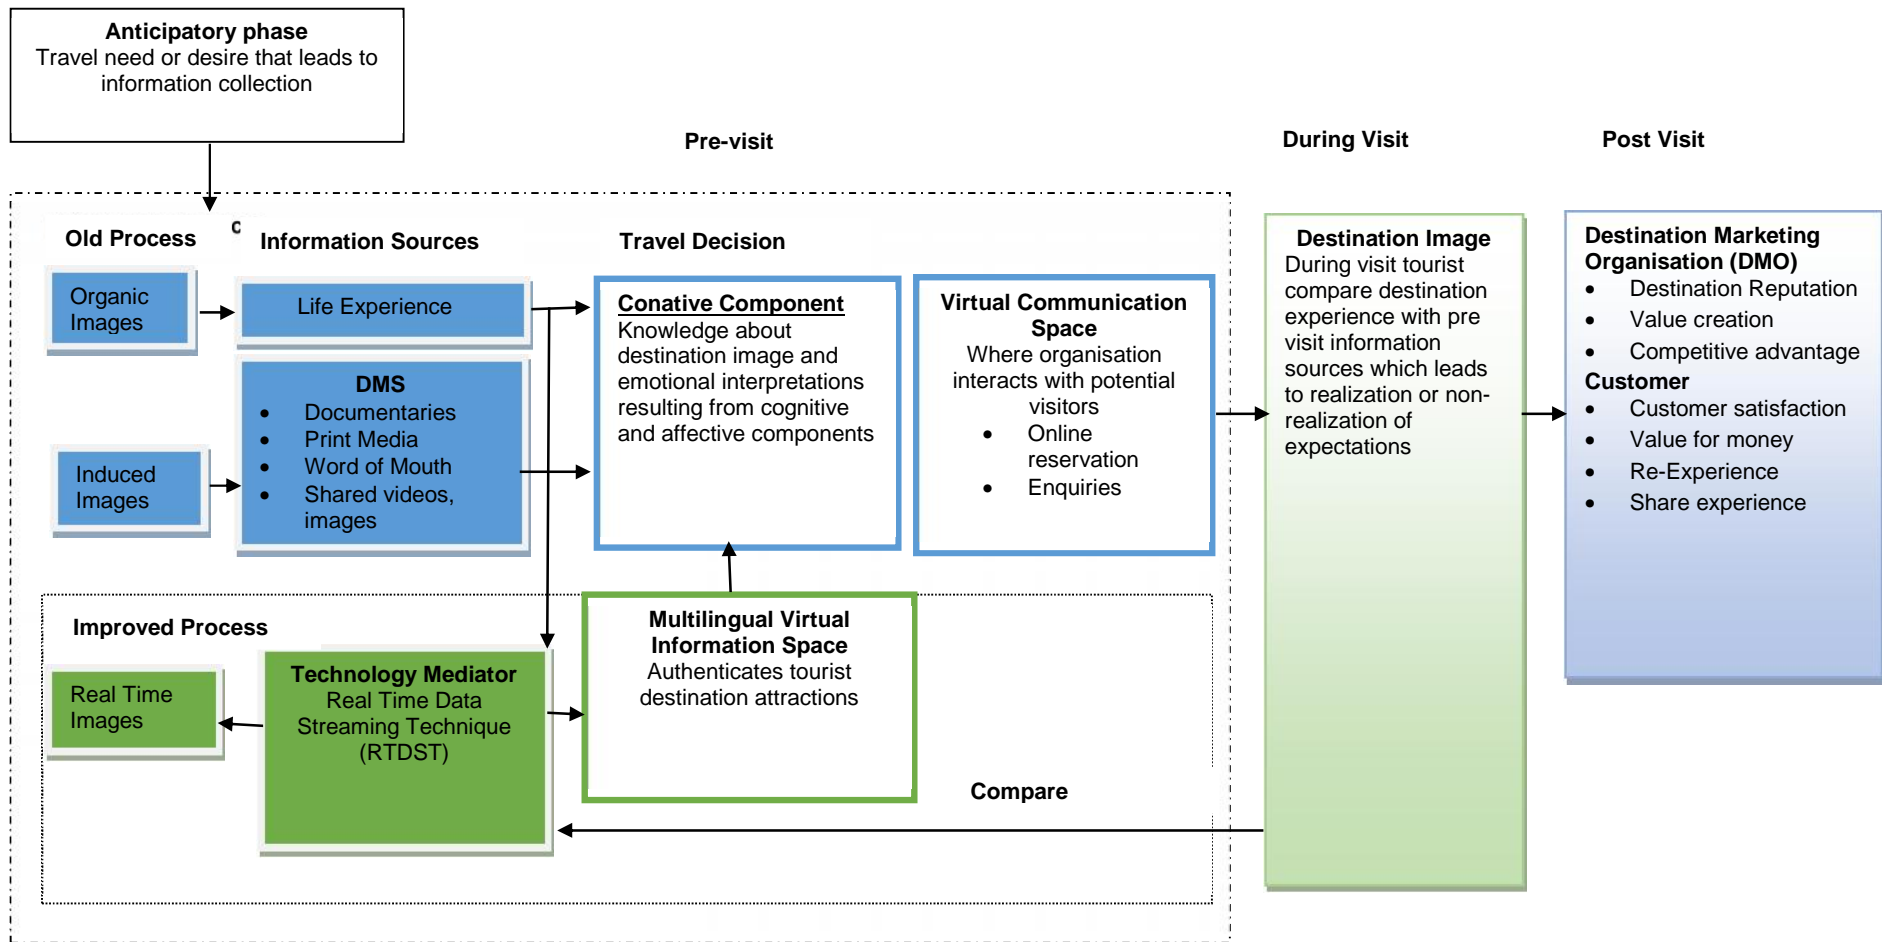 Anticipatory phase
Travel need or desire that leads to
information collection
Pre-visit
During Visit
Post Visit
Old Process
Information Sources
Travel Decision
Organic
Images
Life Experience
Induced
Images
DMS
• Documentaries
• Print Media
• Word of Mouth
• Shared videos,
images
Conative Component
Knowledge about
destination image and
emotional interpretations
resulting from cognitive
and affective components
Virtual Communication
Space
Where organisation
interacts with potential
visitors
• Online
reservation
• Enquiries
Destination Image
During visit tourist
compare destination
experience with pre
visit information
sources which leads
to realization or non-
realization of
expectations
Destination Marketing
Organisation (DMO)
• Destination Reputation
• Value creation
• Competitive advantage
Customer
• Customer satisfaction
• Value for money
• Re-Experience
• Share experience
Improved Process
Real Time
Images
Technology Mediator
Real Time Data
Streaming Technique
(RTDST)
Multilingual Virtual
Information Space
Authenticates tourist
destination attractions
Compare